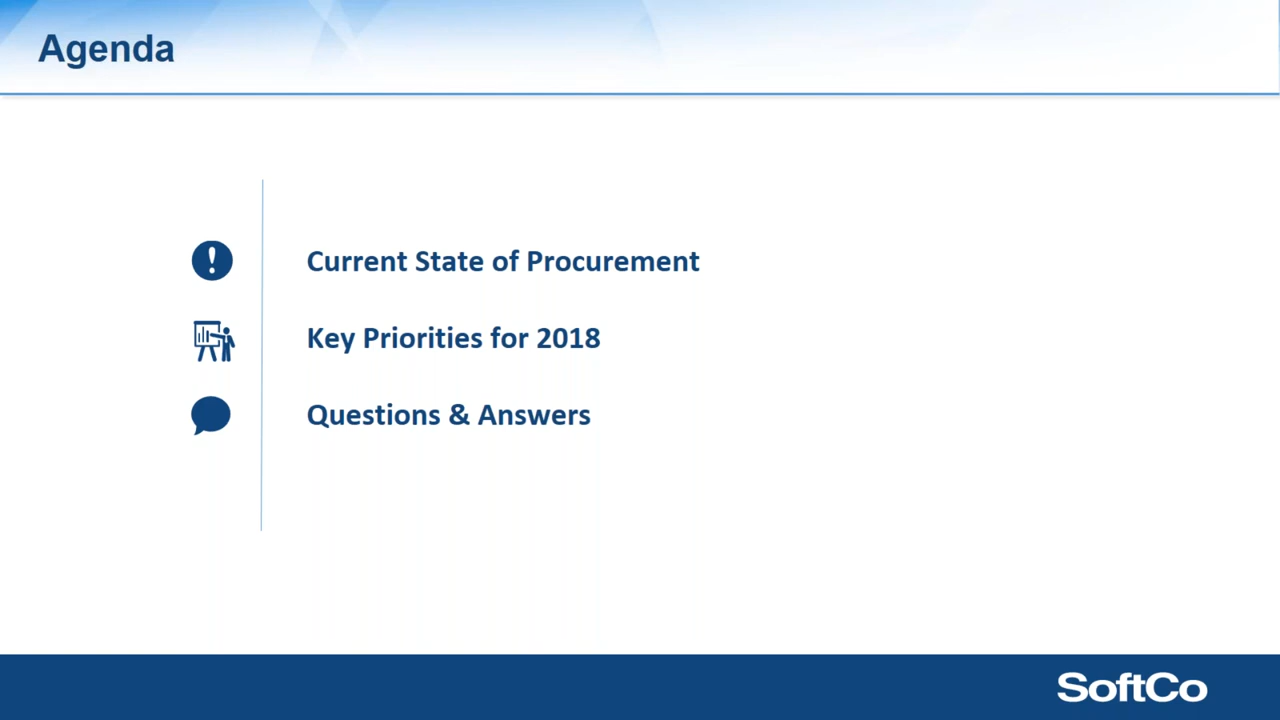 Agenda
Current State of Procurement
Key Priorities for 2018
Questions & Answers
SoftCo